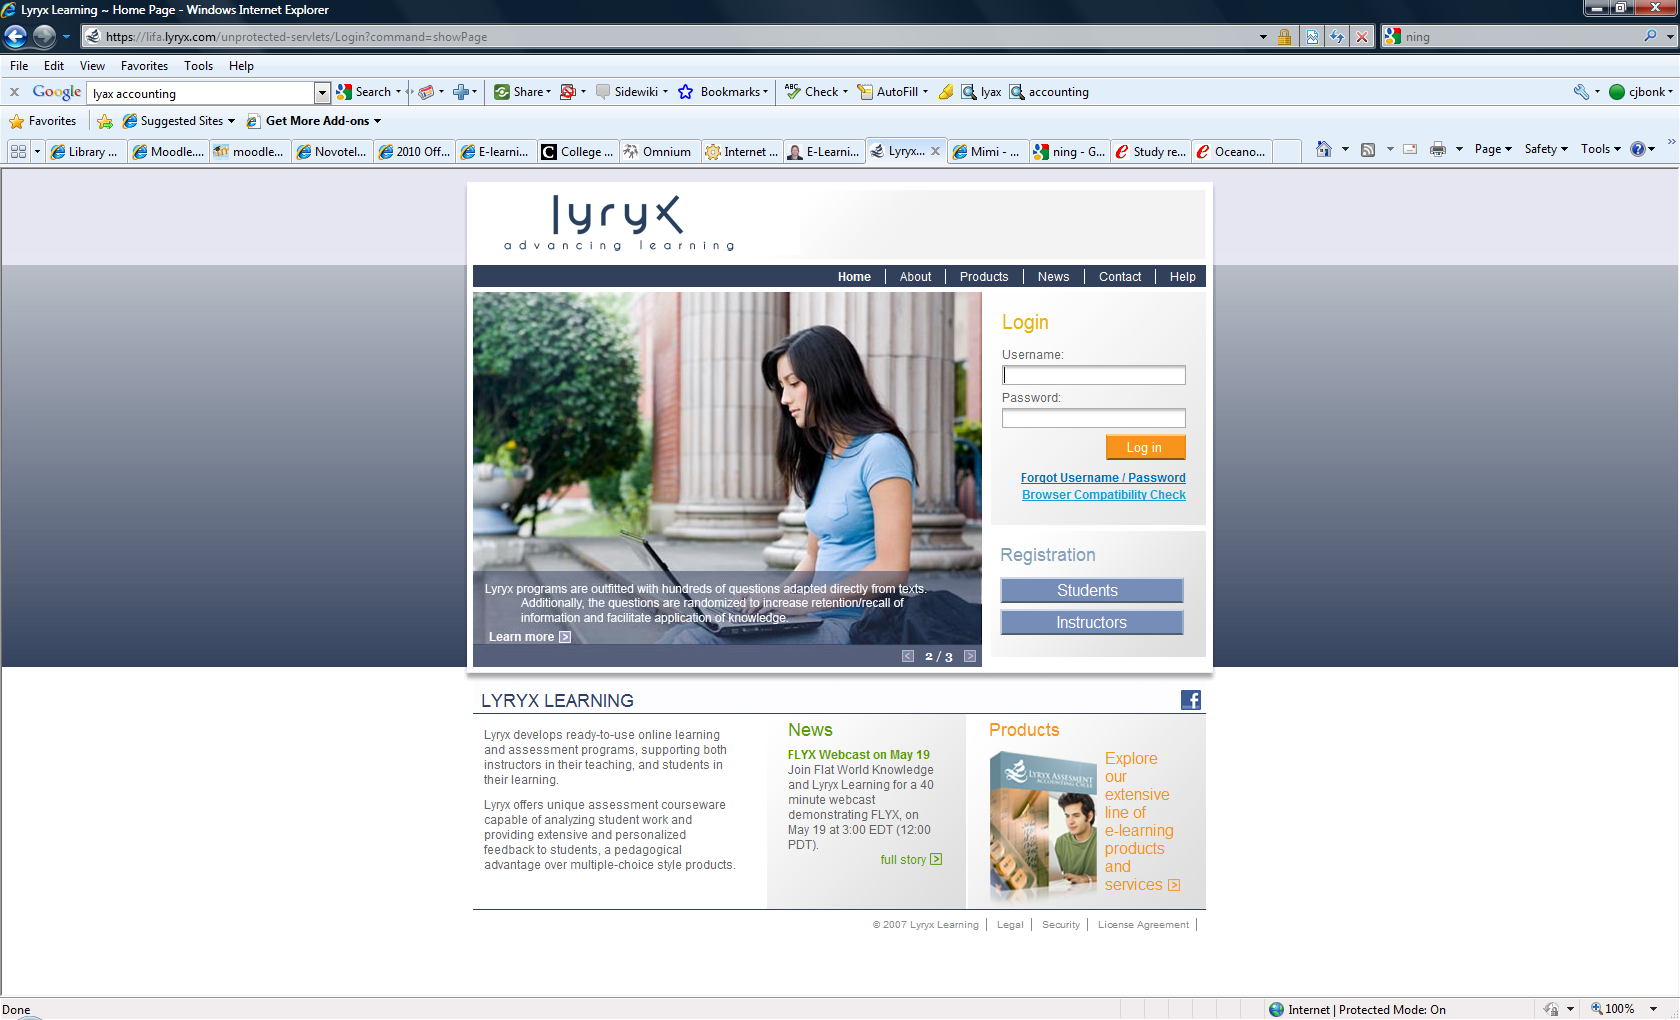 Lyryx Learning ~ Home Page - Windows Internet Explorer
https://lifa.lyryx.com/unprotected-servlets/Login?command=showPage
ning
File Edit View Favorites Tools Help
Google lyax accounting Search Share Sidewiki Bookmarks ABC Check AutoFill lyax accounting cjbonk
Favorites Suggested Sites Get More Add-ons
Library ... Moodle.... moodle... Novotel... 2010 Off... E-learni... College ... Omnium Internet ... E-Learni... Lyryx... Mimi - ... ning - G... Study re... Oceano... Page Safety Tools
lyryx
advancing learning
Home About Products News Contact Help
Login
Username:
Password:
Log in
Forgot Username / Password
Browser Compatibility Check
Registration
Students
Instructors
Lyryx programs are outfitted with hundreds of questions adapted directly from texts.
Additionally, the questions are randomized to increase retention/recall of
information and facilitate application of knowledge.
Learn more >
< 2 / 3 >
LYRYX LEARNING
Lyryx develops ready-to-use online learning
and assessment programs, supporting both
instructors in their teaching, and students in
their learning.
Lyryx offers unique assessment courseware
capable of analyzing student work and
providing extensive and personalized
feedback to students, a pedagogical
advantage over multiple-choice style products.
News
FLYX Webcast on May 19
Join Flat World Knowledge
and Lyryx Learning for a 40
minute webcast
demonstrating FLYX, on
May 19 at 3:00 EDT (12:00
PDT).
full story >
Products
LYRYX ASSESMENT
ACCOUNTING CYCLE
Explore
our
extensive
line of
e-learning
products
and
services >
© 2007 Lyryx Learning | Legal | Security | License Agreement |
Done Internet | Protected Mode: On 100%